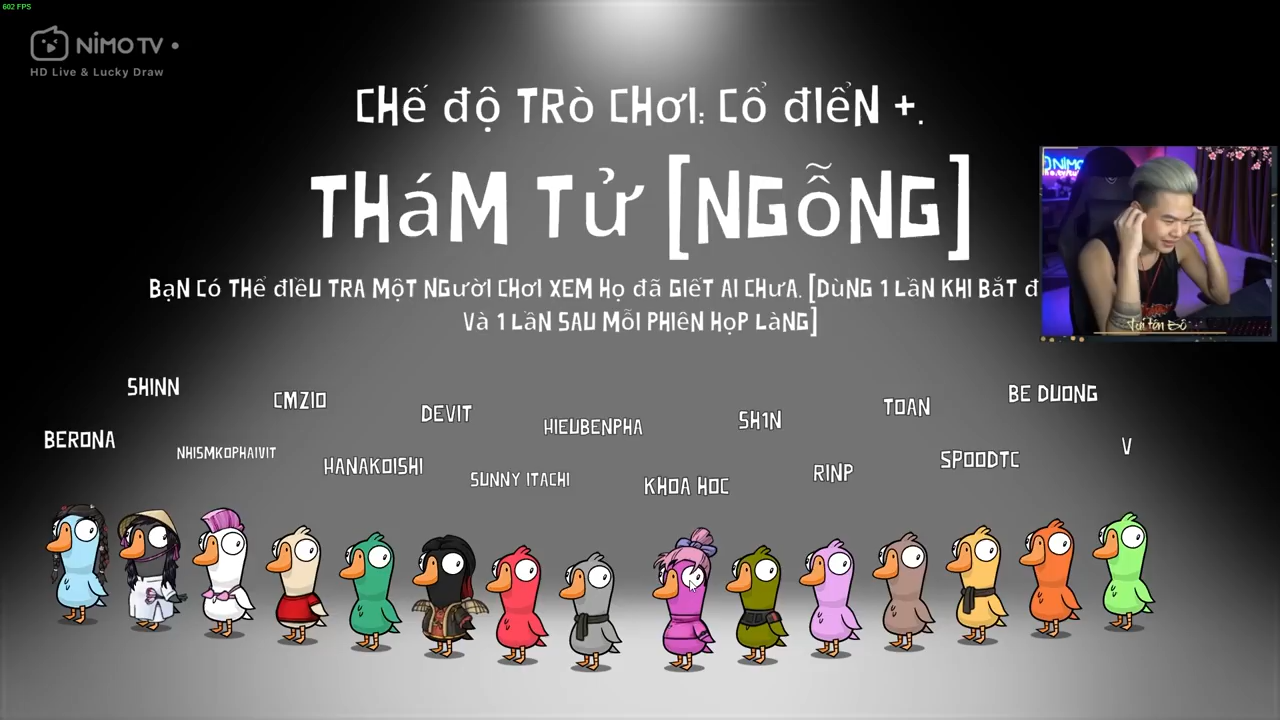 602 FPS
NIMO TV
HD Live & Lucky Draw
CHẾ ĐỘ TRÒ CHƠI: CỔ ĐIỂN +.
THÁM TỬ [NGỖNG]
BẠN CÓ THỂ ĐIỀU TRA MỘT NGƯỜI CHƠI XEM HỌ ĐÃ GIẾT AI CHƯA. [DÙNG 1 LẦN KHI BẮT Đ
VÀ 1 LẦN SAU MỖI PHIÊN HỌP LÀNG]
SHINN
CMZIO
DEVIT
HIEUBENPHA
SH1N
TOAN
BE DUONG
BERONA
NHISMKOPHAIVIT
HANAKOISHI
SUNNY ITACHI
KHOA HOC
RINP
SPOODTC
V